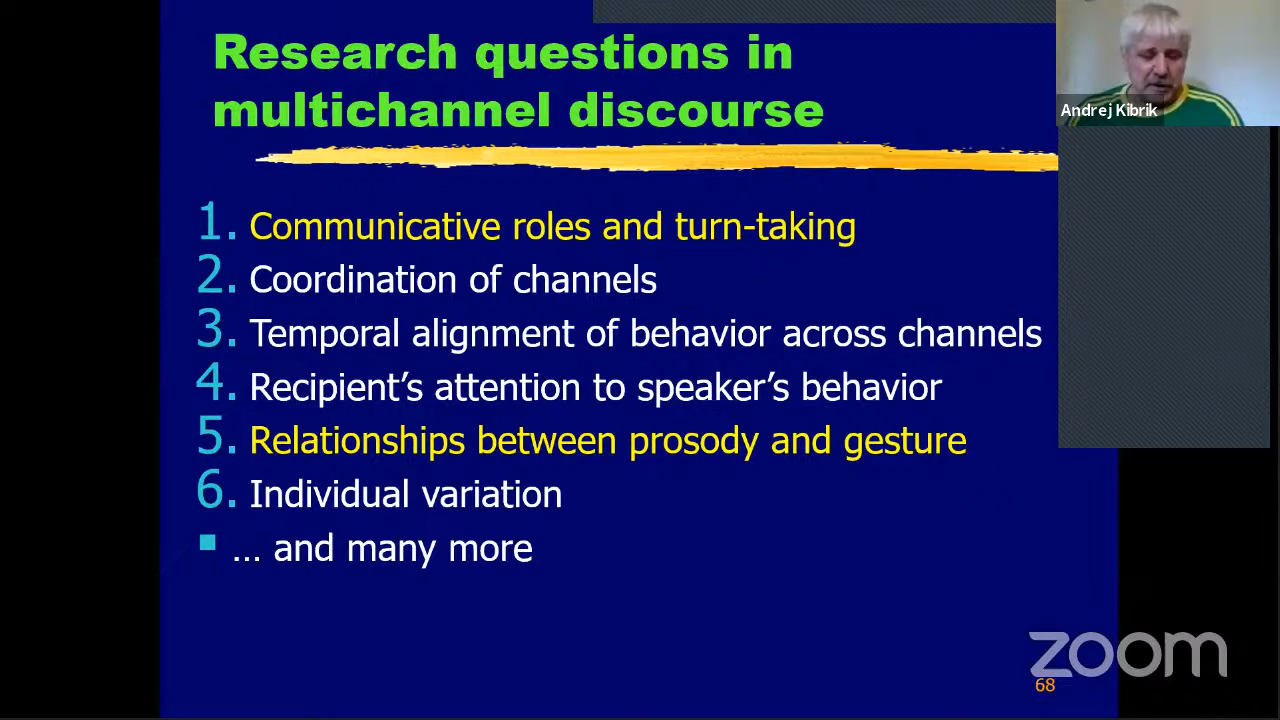 Research questions in
multichannel discourse
Andrej Kibrik
1. Communicative roles and turn-taking
2. Coordination of channels
3. Temporal alignment of behavior across channels
4. Recipient’s attention to speaker’s behavior
5. Relationships between prosody and gesture
6. Individual variation
▪ … and many more
zoom
68